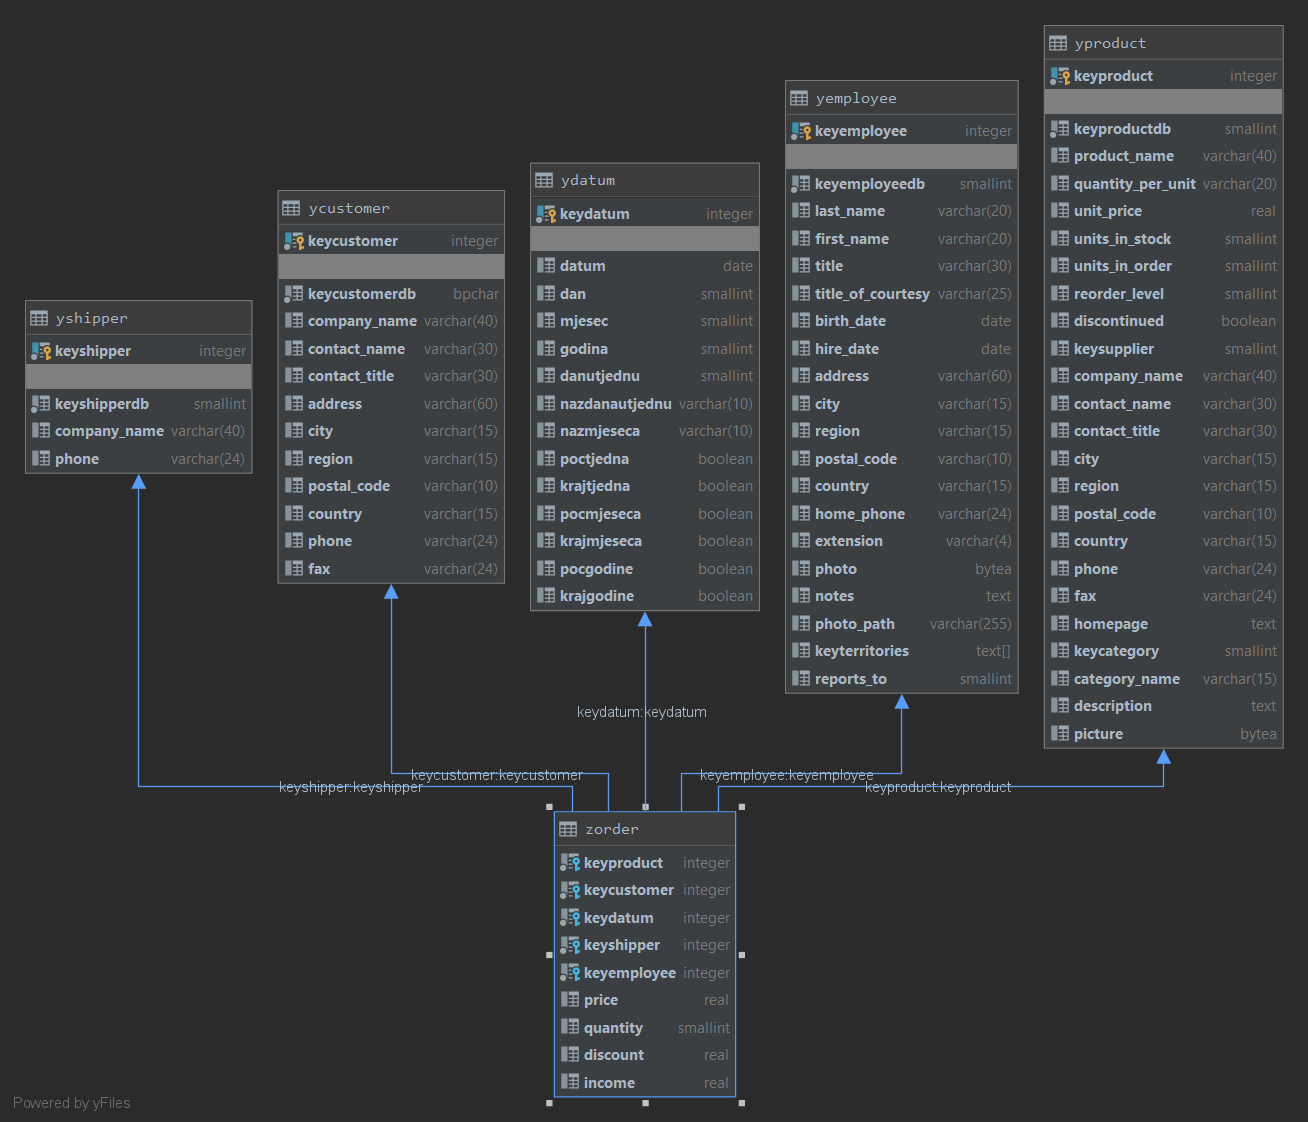 yshipper
keyshipper integer
keyshipperdb smallint
company_name varchar(40)
phone varchar(24)
ycustomer
keycustomer integer
keycustomerdb bpchar
company_name varchar(40)
contact_name varchar(30)
contact_title varchar(30)
address varchar(60)
city varchar(15)
region varchar(15)
postal_code varchar(10)
country varchar(15)
phone varchar(24)
fax varchar(24)
ydatum
keydatum integer
datum date
dan smallint
mjesec smallint
godina smallint
danutjednu smallint
nazdanautjednu varchar(10)
nazmjeseca varchar(10)
poctjedna boolean
krajtjedna boolean
pocmjeseca boolean
krajmjeseca boolean
pocgodine boolean
krajgodine boolean
yemployee
keyemployee integer
keyemployeedb smallint
last_name varchar(20)
first_name varchar(20)
title varchar(30)
title_of_courtesy varchar(25)
birth_date date
hire_date date
address varchar(60)
city varchar(15)
region varchar(15)
postal_code varchar(10)
country varchar(15)
home_phone varchar(24)
extension varchar(4)
photo bytea
notes text
photo_path varchar(255)
keyterritories text[]
reports_to smallint
yproduct
keyproduct integer
keyproductdb smallint
product_name varchar(40)
quantity_per_unit varchar(20)
unit_price real
units_in_stock smallint
units_in_order smallint
reorder_level smallint
discontinued boolean
keysupplier smallint
company_name varchar(40)
contact_name varchar(30)
contact_title varchar(30)
city varchar(15)
region varchar(15)
postal_code varchar(10)
country varchar(15)
phone varchar(24)
fax varchar(24)
homepage text
keycategory smallint
category_name varchar(15)
description text
picture bytea
keydatum:keydatum
keycustomer:keycustomer
keyemployee:keyemployee
keyshipper:keyshipper
keyproduct:keyproduct
zorder
keyproduct integer
keycustomer integer
keydatum integer
keyshipper integer
keyemployee integer
price real
quantity smallint
discount real
income real
Powered by yFiles